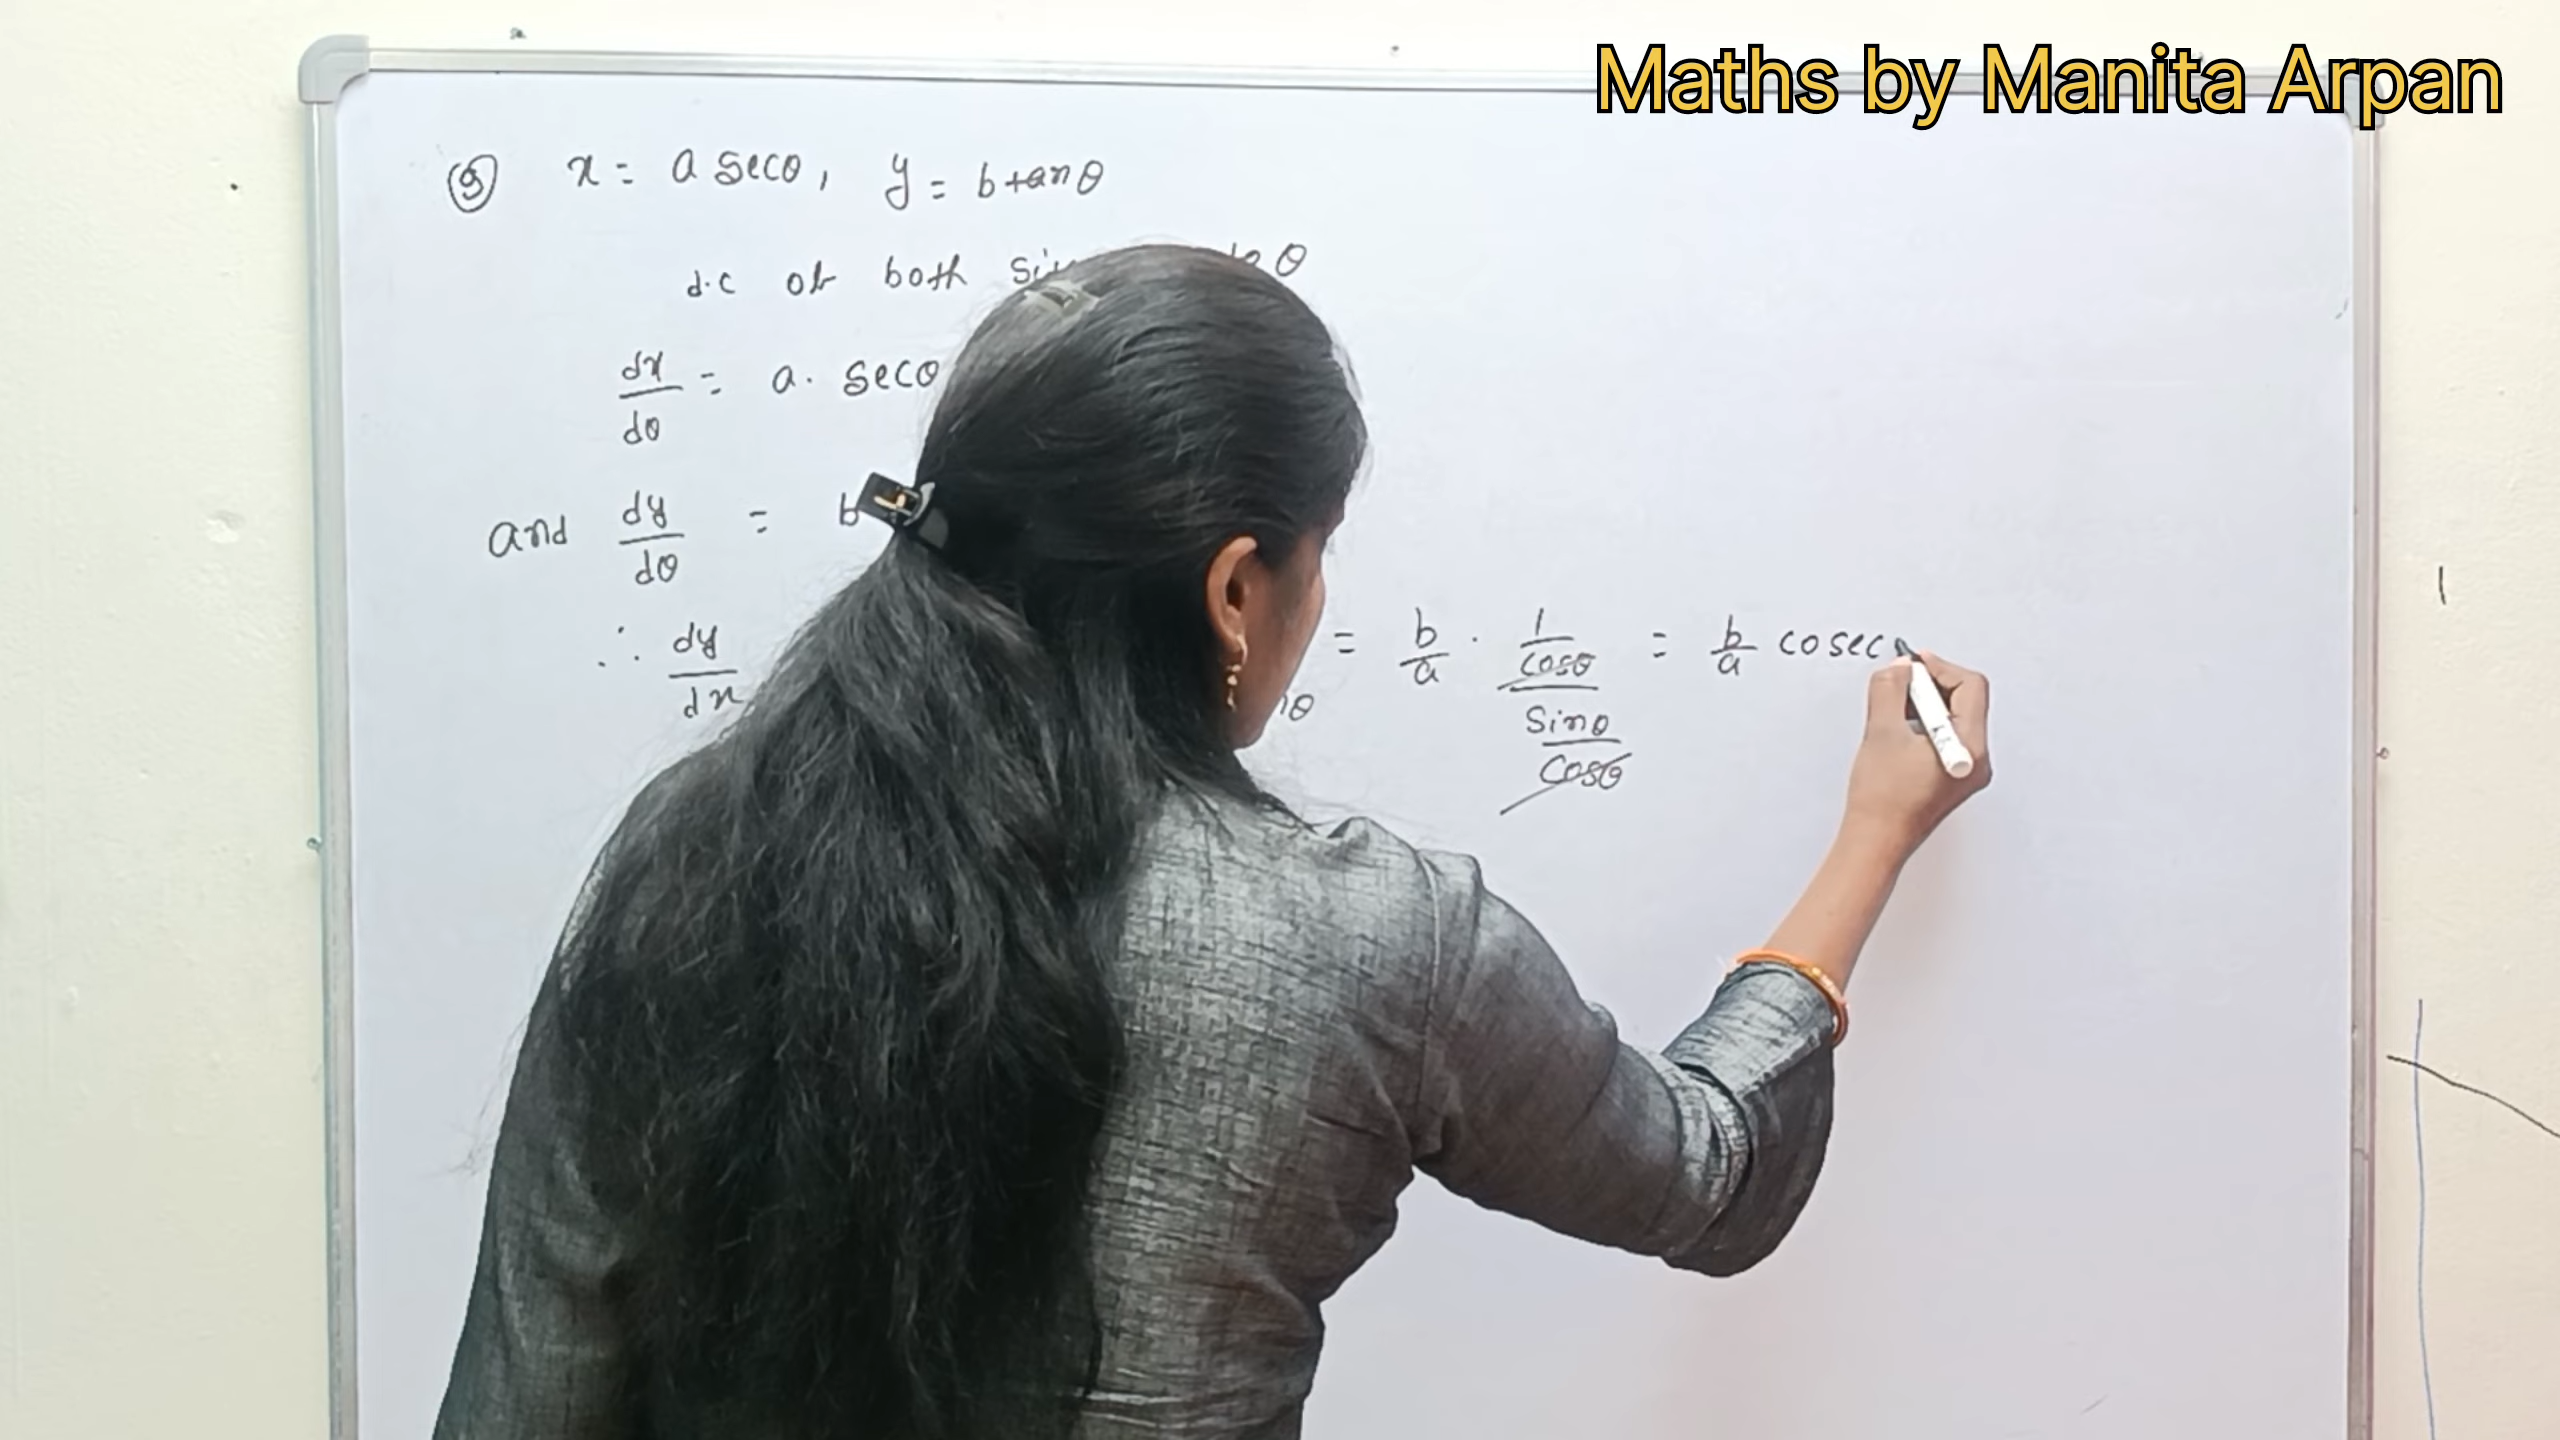 Maths by Manita Arpan
⑨ x = a secθ, y = b tanθ
d.c of both θ
dx/dθ = a. secθ
and dy/dθ = b
∴ dy/dx = b/a . (1/cosθ)/(sinθ/cosθ) = b/a cosec